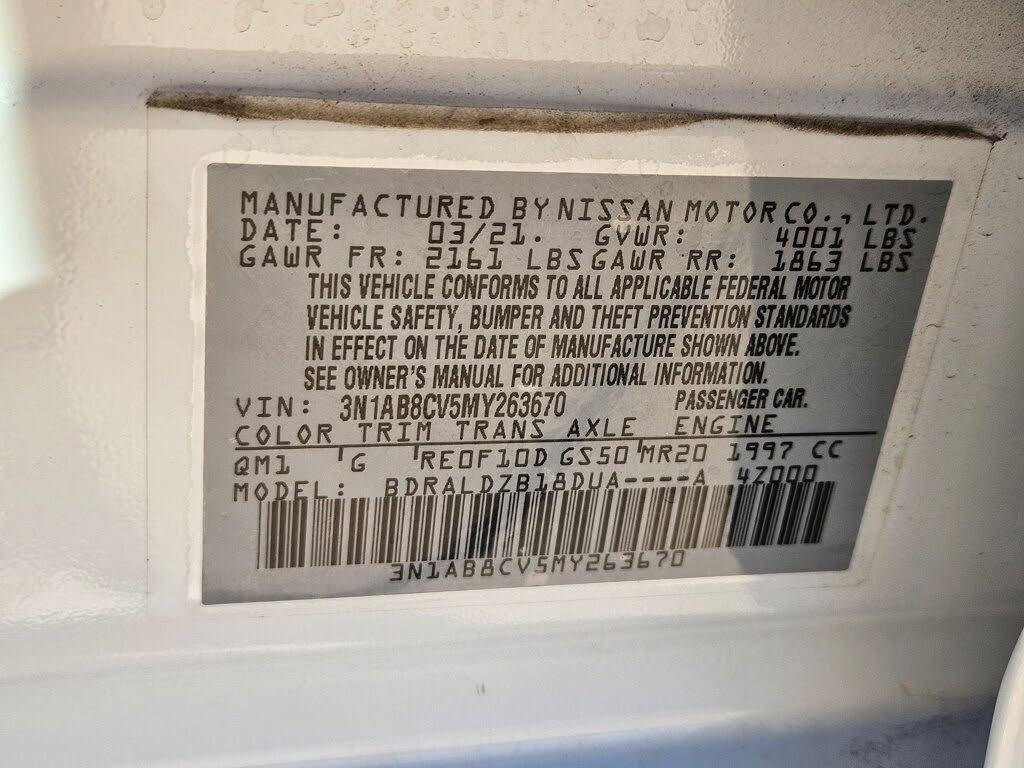 MANUFACTURED BY NISSAN MOTOR CO., LTD.
DATE: 03/21. GVWR: 4001 LBS
GAWR FR: 2161 LBS GAWR RR: 1863 LBS
THIS VEHICLE CONFORMS TO ALL APPLICABLE FEDERAL MOTOR
VEHICLE SAFETY, BUMPER AND THEFT PREVENTION STANDARDS
IN EFFECT ON THE DATE OF MANUFACTURE SHOWN ABOVE.
SEE OWNER'S MANUAL FOR ADDITIONAL INFORMATION.
VIN: 3N1AB8CV5MY263670 PASSENGER CAR.
COLOR TRIM TRANS AXLE ENGINE
QM1 'G 'RE0F10D GS50 'MR20 1997 CC
MODEL: BDRALDZB18DUA----A 4Z000
3N1AB8CV5MY263670